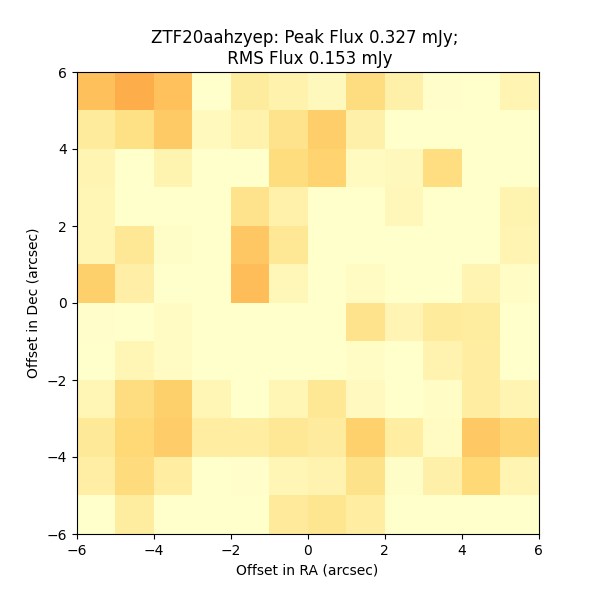 ZTF20aahzyep: Peak Flux 0.327 mJy;
RMS Flux 0.153 mJy
6
4
2
0
−2
−4
−6
Offset in Dec (arcsec)
−6 −4 −2 0 2 4 6
Offset in RA (arcsec)